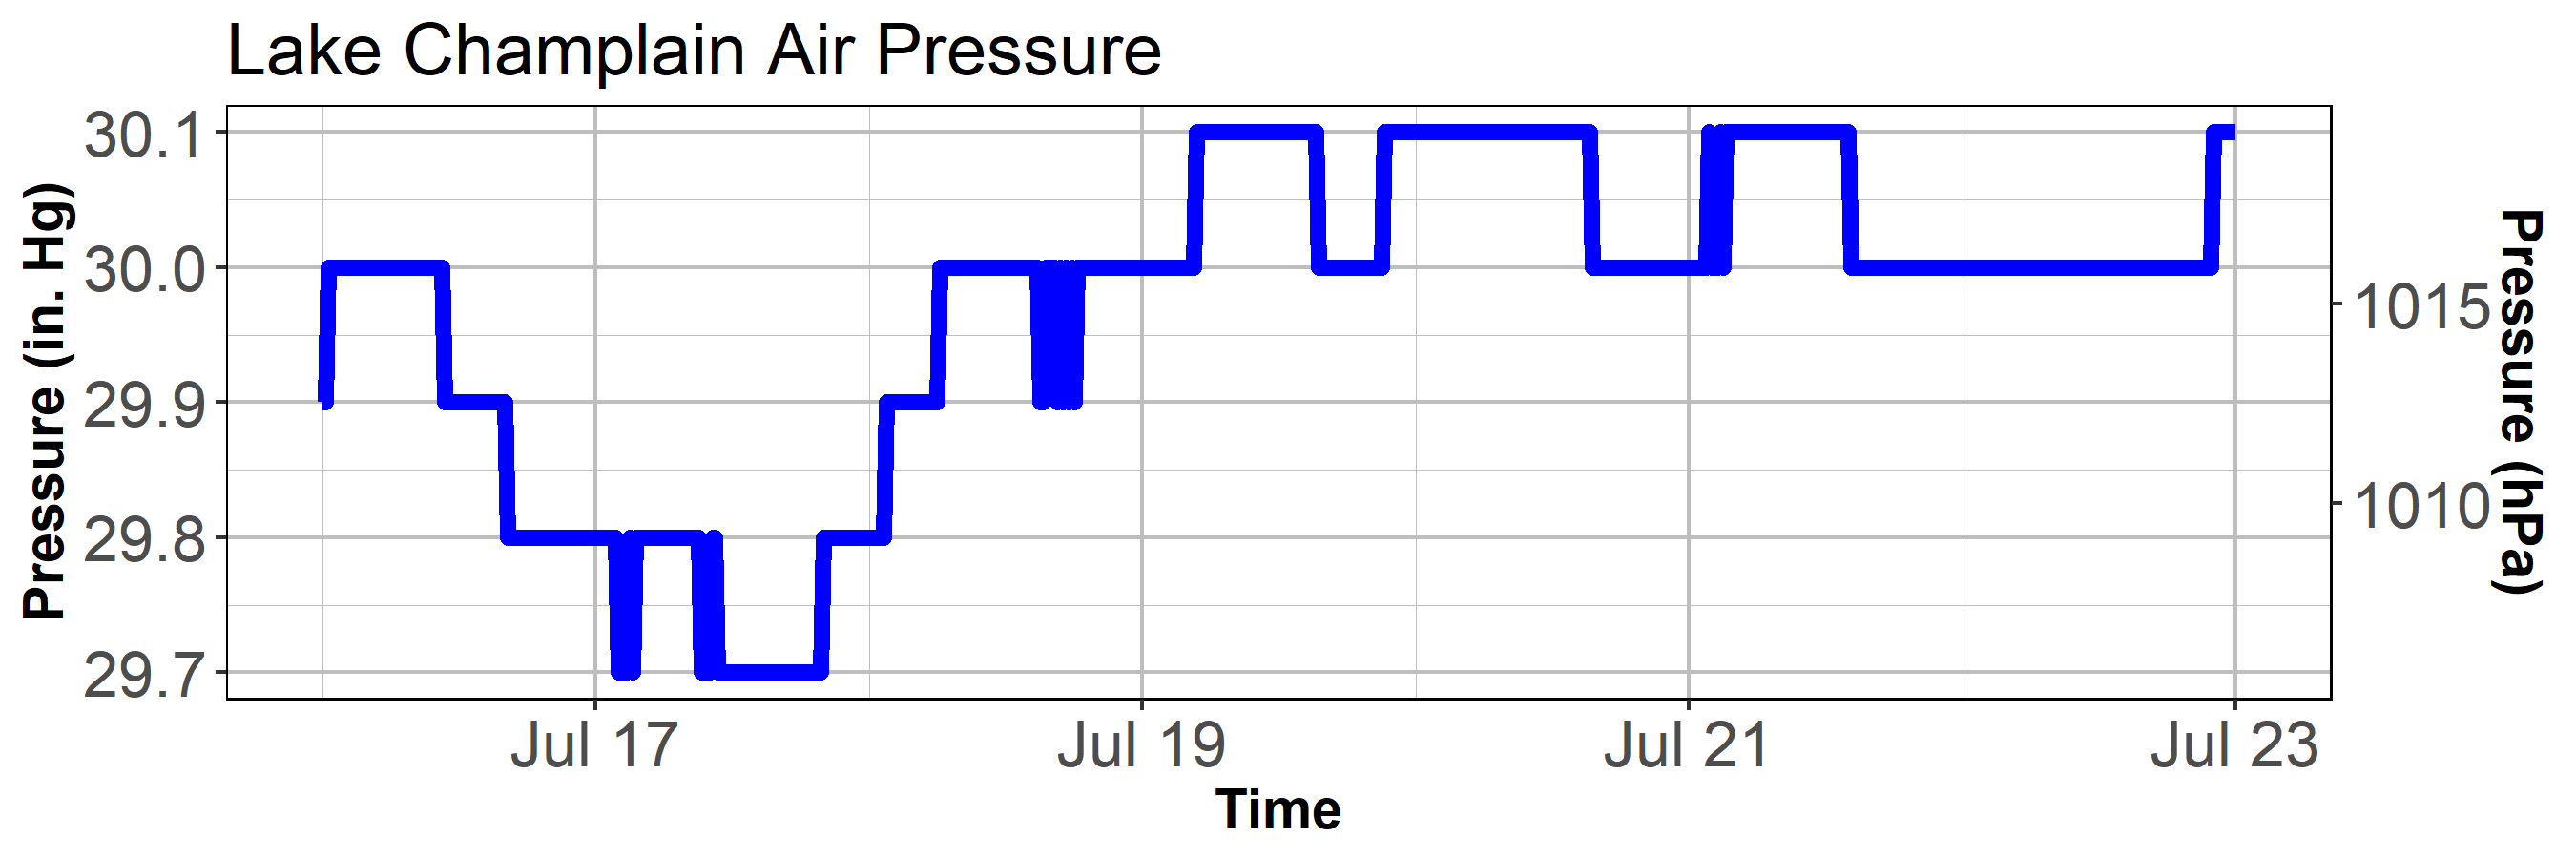 Lake Champlain Air Pressure
Pressure (in. Hg)
30.1
30.0
29.9
29.8
29.7
1015
1010
Pressure (hPa)
Jul 17 Jul 19 Jul 21 Jul 23
Time